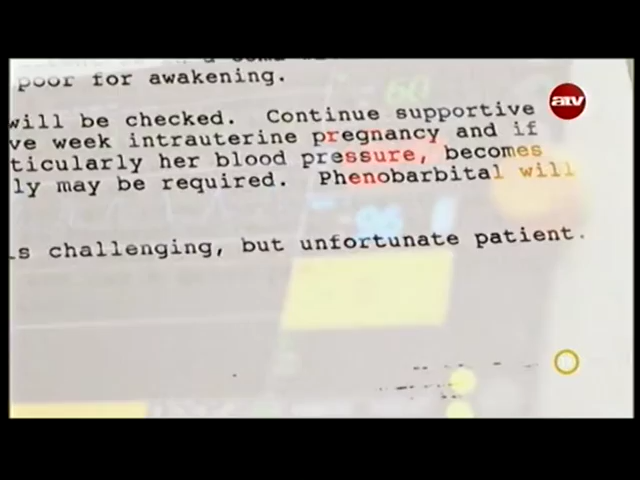 poor for awakening.
will be checked. Continue supportive
ve week intrauterine pregnancy and if
ticularly her blood pressure, becomes
ly may be required. Phenobarbital will
is challenging, but unfortunate patient.
atv